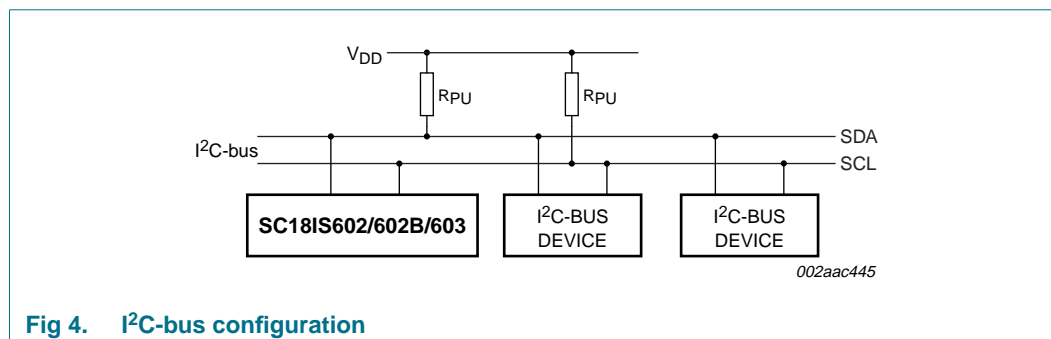 VDD
RPU RPU
SDA
I2C-bus
SCL
SC18IS602/602B/603
I2C-BUS
DEVICE
I2C-BUS
DEVICE
002aac445
Fig 4. I2C-bus configuration